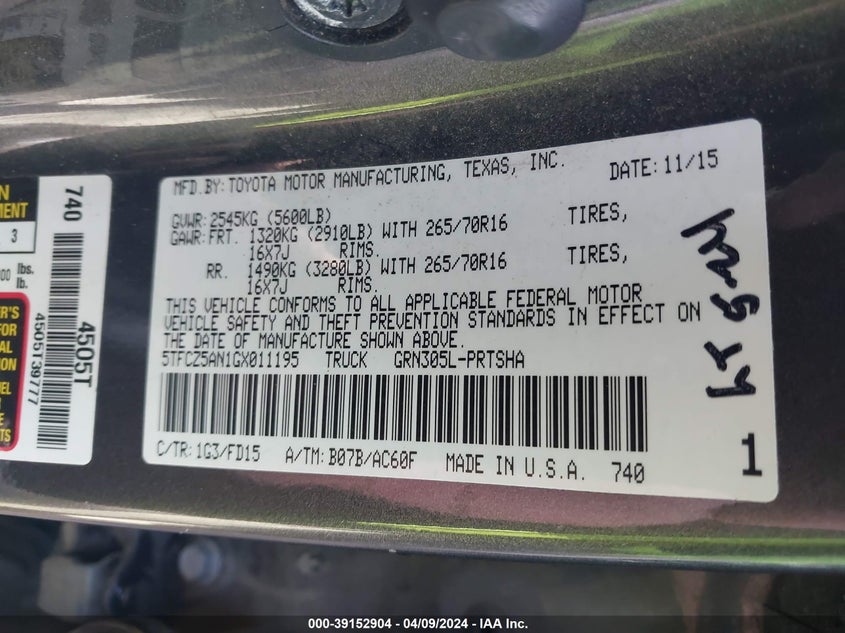 MFD.BY: TOYOTA MOTOR MANUFACTURING, TEXAS, INC. DATE: 11/15
GVWR: 2545KG (5600LB)
GAWR: FRT. 1320KG (2910LB) WITH 265/70R16 TIRES,
16X7J RIMS.
RR. 1490KG (3280LB) WITH 265/70R16 TIRES,
16X7J RIMS.
THIS VEHICLE CONFORMS TO ALL APPLICABLE FEDERAL MOTOR
VEHICLE SAFETY AND THEFT PREVENTION STANDARDS IN EFFECT ON
THE DATE OF MANUFACTURE SHOWN ABOVE.
5TFCZ5AN1GX011195 TRUCK GRN305L-PRTSHA
C/TR: 1G3/FD15 A/TM: B07B/AC60F MADE IN U.S.A. 740
1
740
4505T
4505T39777
3
lbs.
lb.
000-39152904 - 04/09/2024 - IAA Inc.